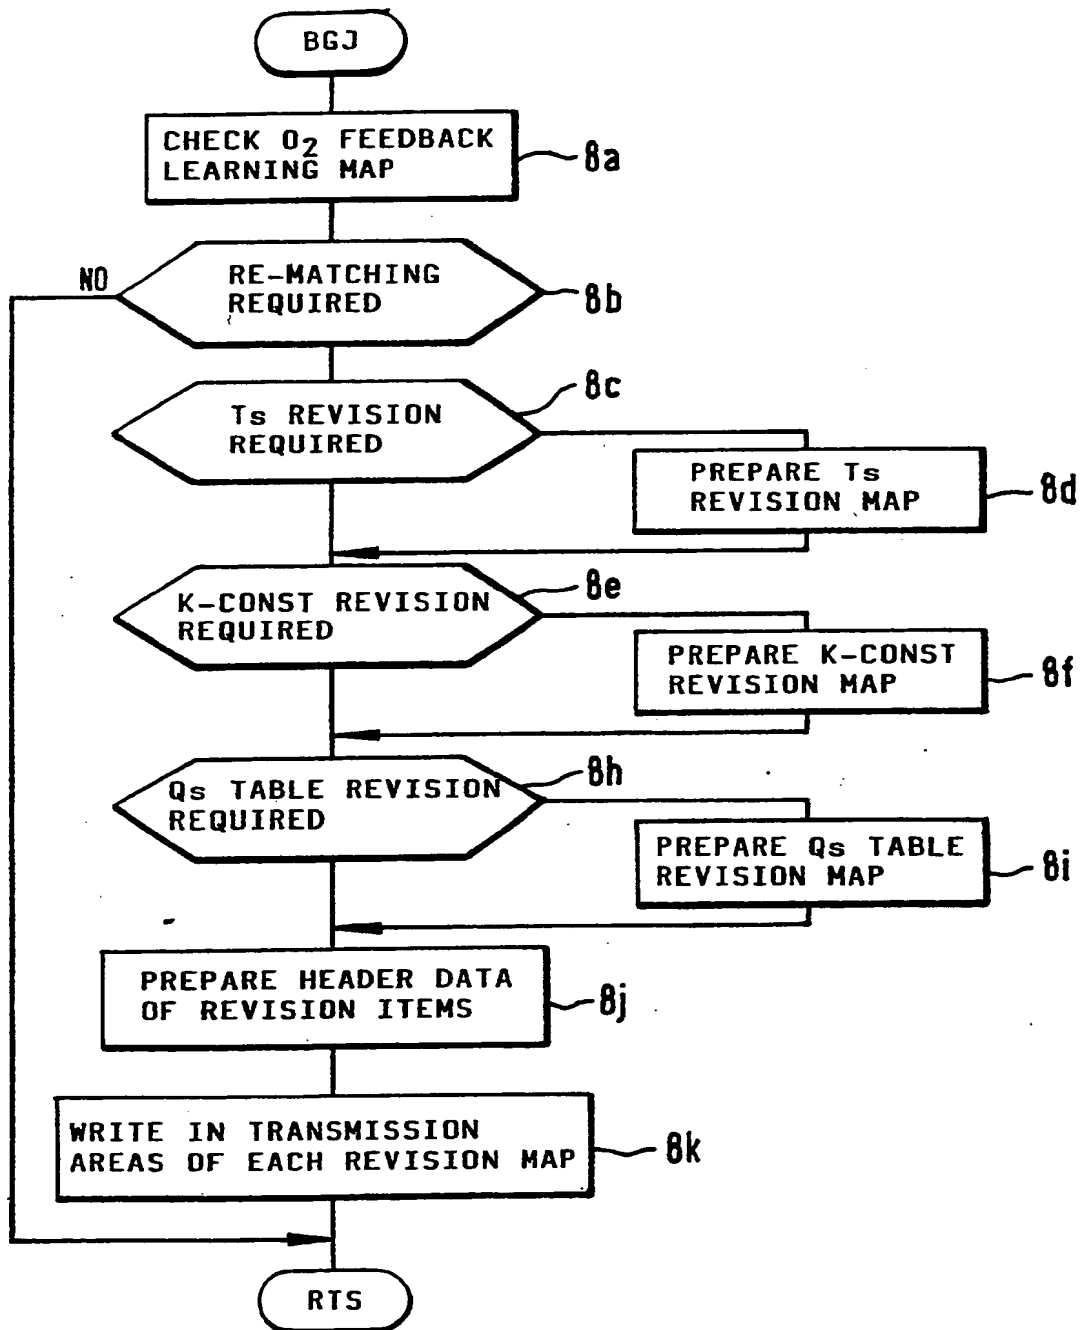 BGJ
CHECK O2 FEEDBACK
LEARNING MAP
8a
NO
RE-MATCHING
REQUIRED
8b
8c
Ts REVISION
REQUIRED
PREPARE Ts
REVISION MAP
8d
8e
K-CONST REVISION
REQUIRED
PREPARE K-CONST
REVISION MAP
8f
8h
Qs TABLE REVISION
REQUIRED
PREPARE Qs TABLE
REVISION MAP
8i
PREPARE HEADER DATA
OF REVISION ITEMS
8j
WRITE IN TRANSMISSION
AREAS OF EACH REVISION MAP
8k
RTS